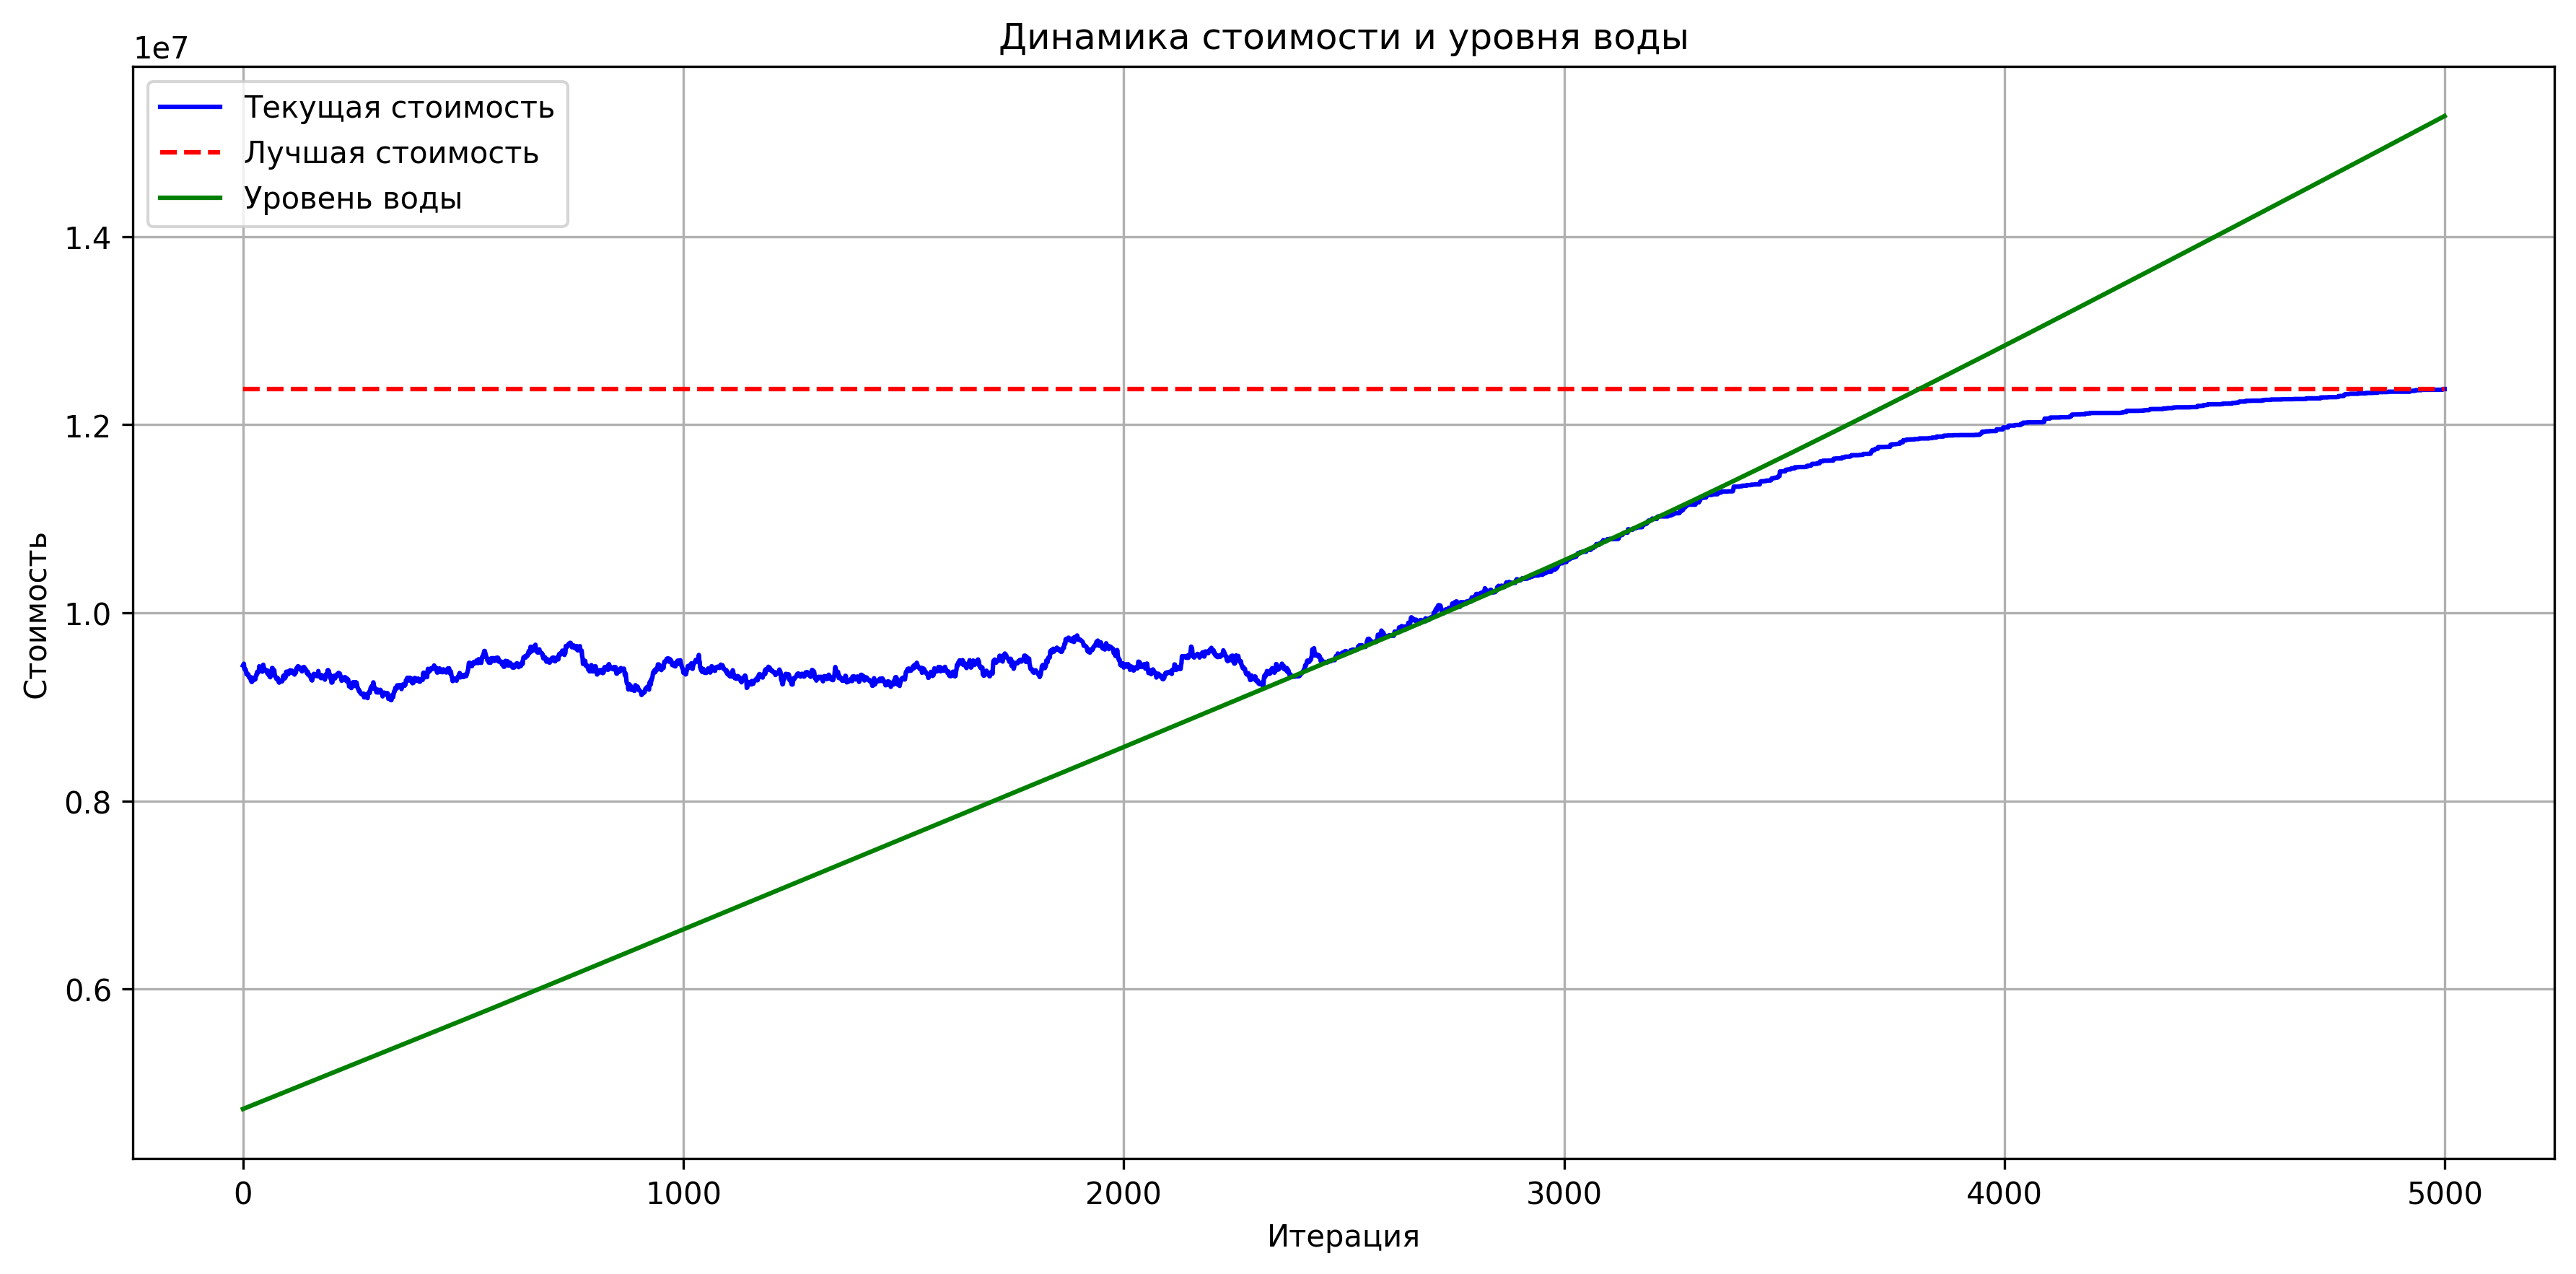 Динамика стоимости и уровня воды
1e7
Текущая стоимость
Лучшая стоимость
Уровень воды
1.4
1.2
1.0
0.8
0.6
Стоимость
0 1000 2000 3000 4000 5000
Итерация